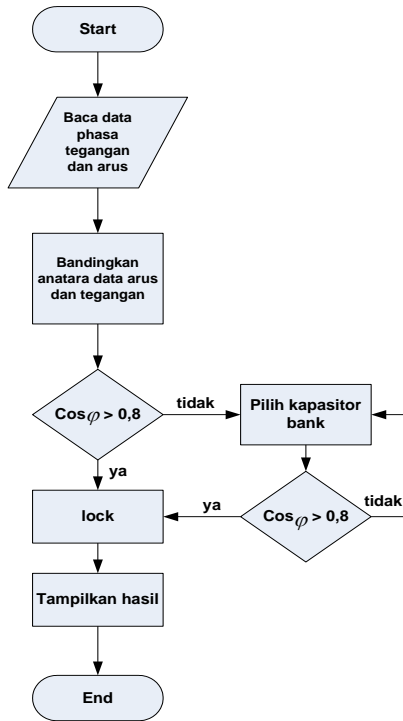 Start
Baca data
phasa
tegangan
dan arus
Bandingkan
anatara data arus
dan tegangan
Cosφ > 0,8
tidak
Pilih kapasitor
bank
ya
lock
ya
Cosφ > 0,8
tidak
Tampilkan hasil
End